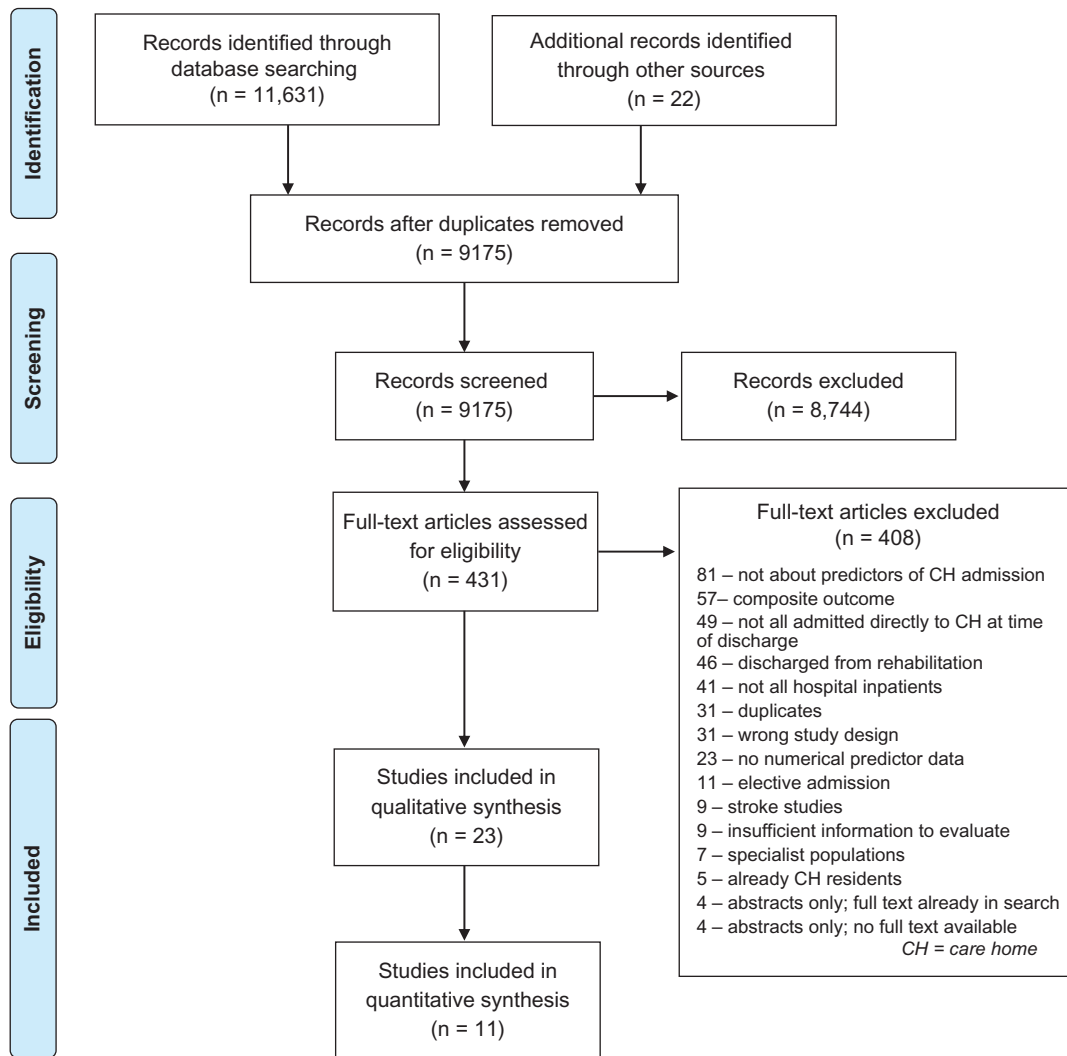 Identification
Records identified through
database searching
(n = 11,631)
Additional records identified
through other sources
(n = 22)
Records after duplicates removed
(n = 9175)
Screening
Records screened
(n = 9175)
Records excluded
(n = 8,744)
Eligibility
Full-text articles assessed
for eligibility
(n = 431)
Full-text articles excluded
(n = 408)
81 – not about predictors of CH admission
57– composite outcome
49 – not all admitted directly to CH at time
of discharge
46 – discharged from rehabilitation
41 – not all hospital inpatients
31 – duplicates
31 – wrong study design
23 – no numerical predictor data
11 – elective admission
9 – stroke studies
9 – insufficient information to evaluate
7 – specialist populations
5 – already CH residents
4 – abstracts only; full text already in search
4 – abstracts only; no full text available
CH = care home
Included
Studies included in
qualitative synthesis
(n = 23)
Studies included in
quantitative synthesis
(n = 11)